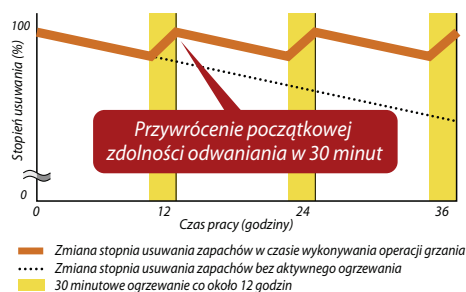 100
Stopień usuwania (%)
Przywrócenie początkowej
zdolności odwaniania w 30 minut
0
0 12 24 36
Czas pracy (godziny)
Zmiana stopnia usuwania zapachów w czasie wykonywania operacji grzania
Zmiana stopnia usuwania zapachów bez aktywnego ogrzewania
30 minutowe ogrzewanie co około 12 godzin